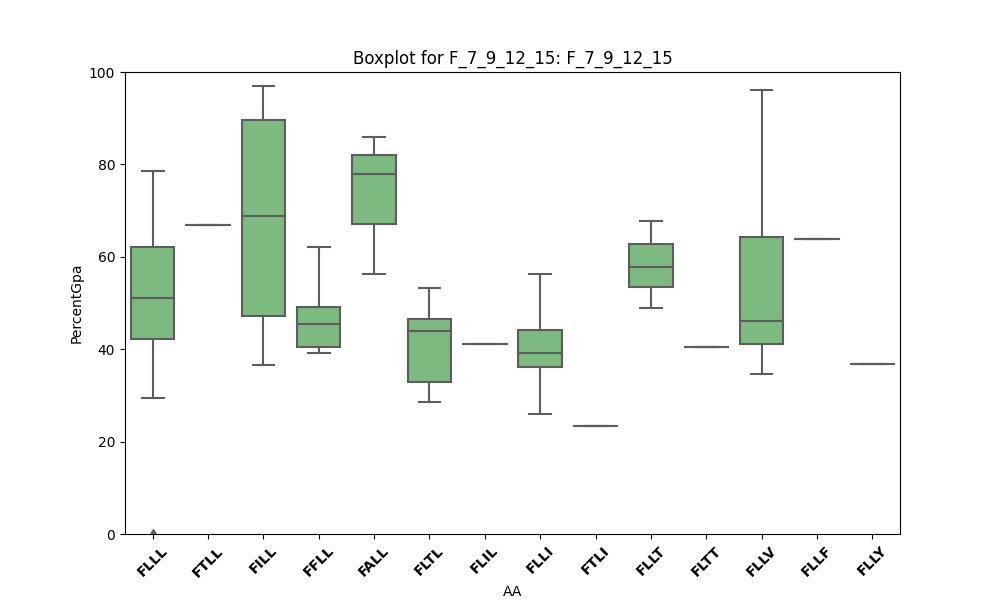 Boxplot for F_7_9_12_15: F_7_9_12_15
100
80
60
40
20
0
PercentGpa
FLLL
FTLL
FILL
FFLL
FALL
FLTL
FLIL
FLLI
FTLI
FLLT
FLTT
FLLV
FLLF
FLLY
AA